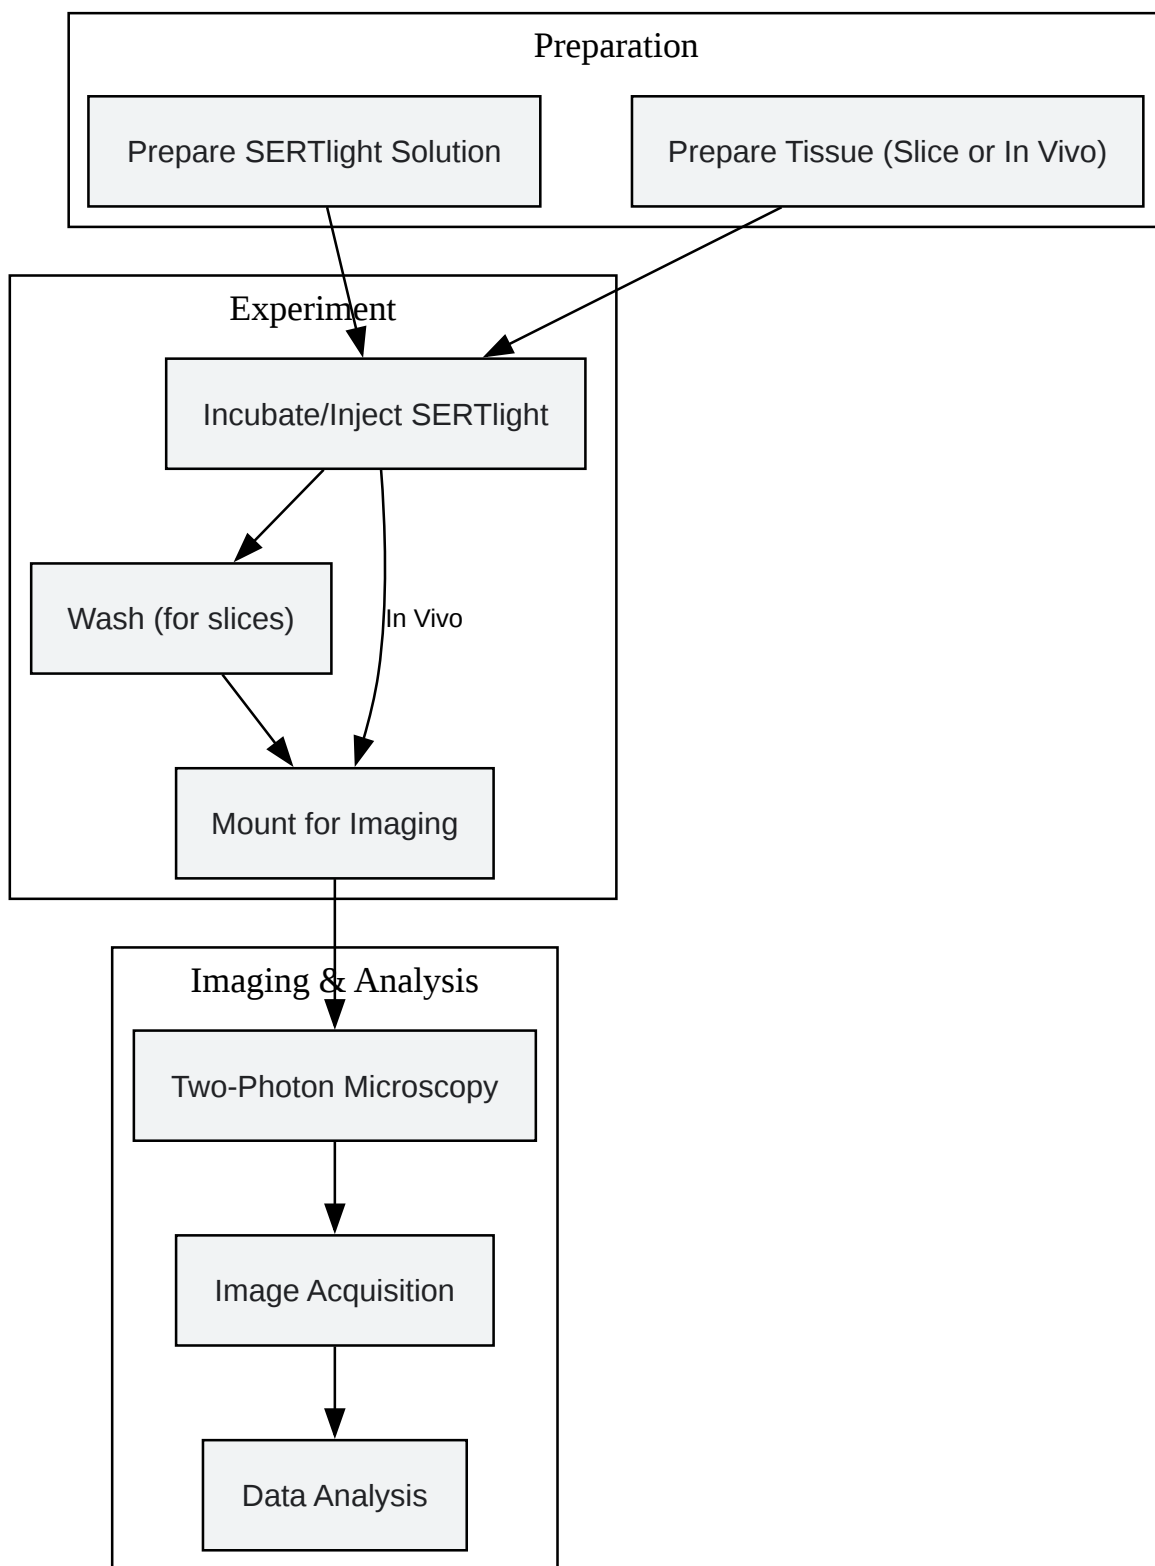 Preparation
Prepare SERTlight Solution
Prepare Tissue (Slice or In Vivo)
Experiment
Incubate/Inject SERTlight
Wash (for slices)
In Vivo
Mount for Imaging
Imaging & Analysis
Two-Photon Microscopy
Image Acquisition
Data Analysis